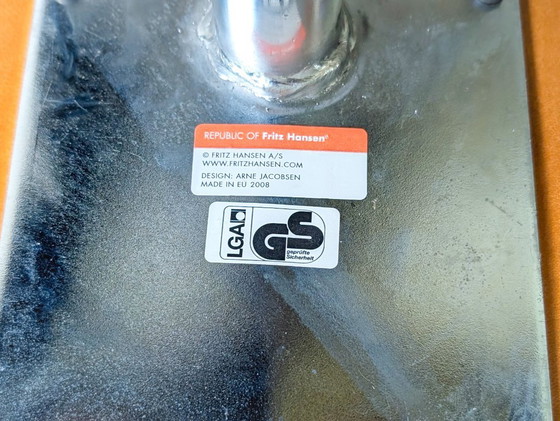 REPUBLIC OF Fritz Hansen®
© FRITZ HANSEN A/S
WWW.FRITZHANSEN.COM
DESIGN: ARNE JACOBSEN
MADE IN EU 2008
LGA
GS
geprüfte
Sicherheit